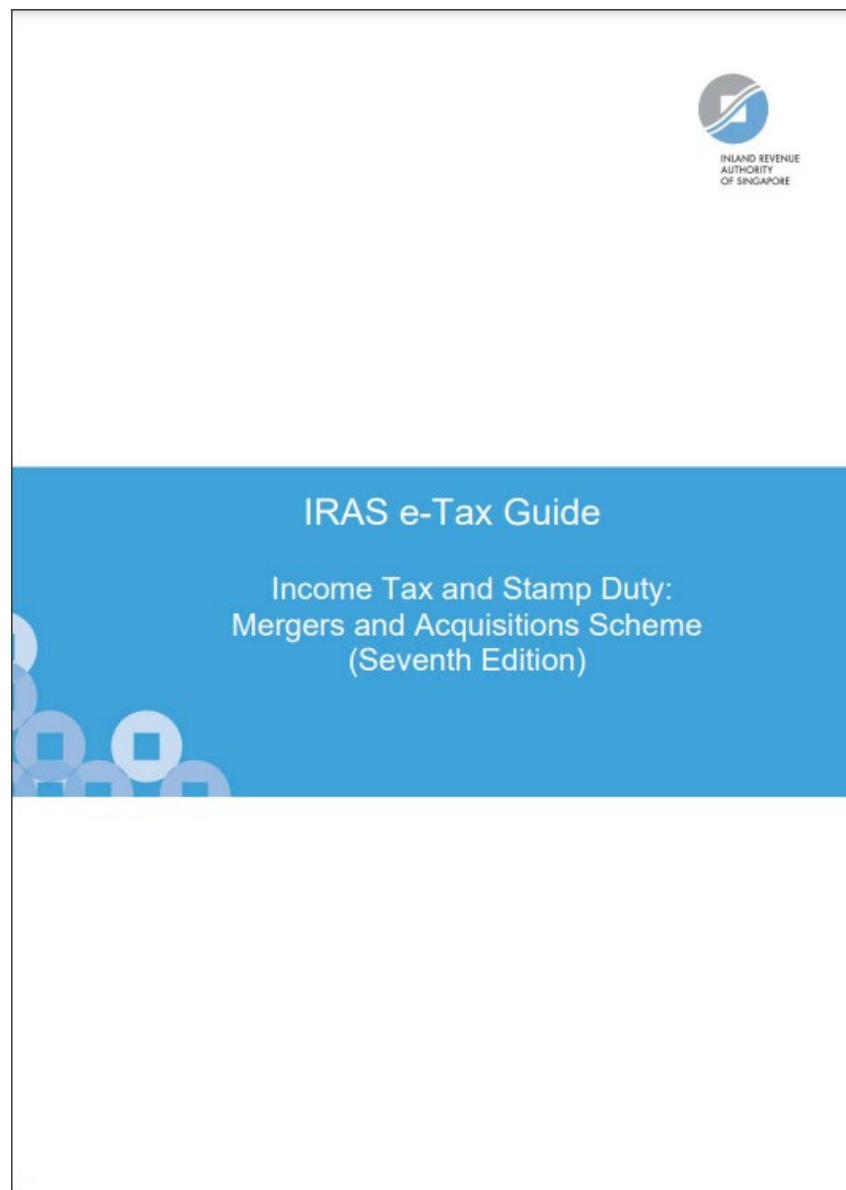 INLAND REVENUE
AUTHORITY
OF SINGAPORE
IRAS e-Tax Guide
Income Tax and Stamp Duty:
Mergers and Acquisitions Scheme
(Seventh Edition)